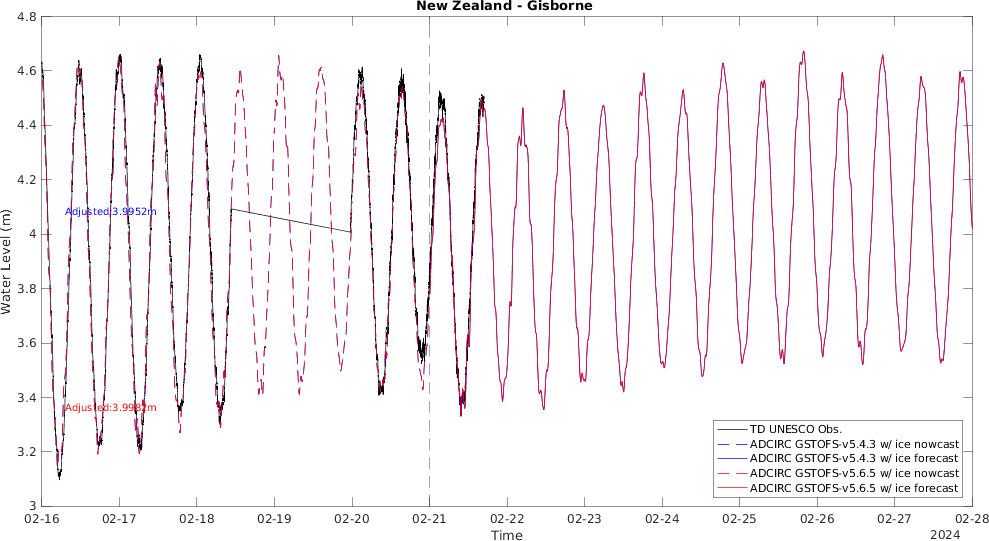 New Zealand - Gisborne
4.8
4.6
4.4
4.2
4
3.8
3.6
3.4
3.2
3
Water Level (m)
Adjusted:3.9952m
Adjusted:3.9982m
TD UNESCO Obs.
ADCIRC GSTOFS-v5.4.3 w/ ice nowcast
ADCIRC GSTOFS-v5.4.3 w/ ice forecast
ADCIRC GSTOFS-v5.6.5 w/ ice nowcast
ADCIRC GSTOFS-v5.6.5 w/ ice forecast
02-16 02-17 02-18 02-19 02-20 02-21 02-22 02-23 02-24 02-25 02-26 02-27 02-28
Time
2024